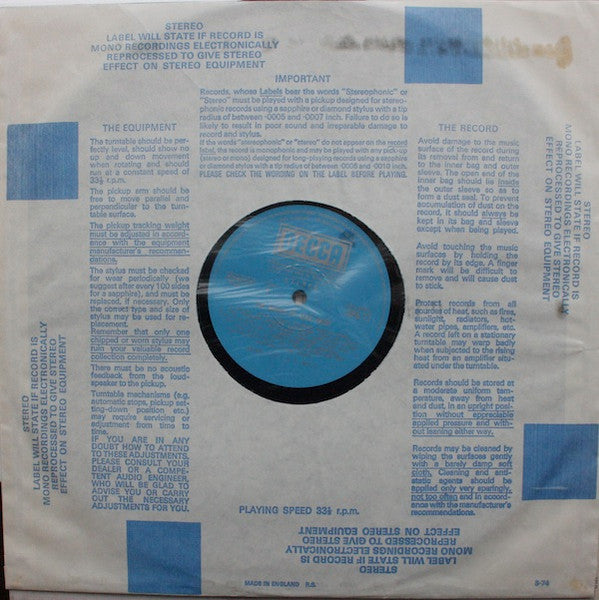 STEREO
LABEL WILL STATE IF RECORD IS
MONO RECORDINGS ELECTRONICALLY
REPROCESSED TO GIVE STEREO
EFFECT ON STEREO EQUIPMENT
IMPORTANT
Records, whose Labels bear the words "Stereophonic" or
"Stereo" must be played with a pickup designed for stereo-
phonic records using a sapphire or diamond stylus with a tip
radius of between ·0005 and ·0007 inch. Failure to do so is
likely to result in poor sound and irreparable damage to
record and stylus.
If the words "stereophonic" or "stereo" do not appear on the record
label, the record is monophonic and may be played with any pick-up
(stereo or mono) designed for long-playing records using a sapphire or
diamond stylus with a tip radius of between ·0005 and ·0010 inch.
PLEASE CHECK THE WORDING ON THE LABEL BEFORE PLAYING.
THE EQUIPMENT
The turntable should be per-
fectly level, should show no
up and down movement
when rotating and should
run at a constant speed of
33⅓ r.p.m.
The pickup arm should be
free to move parallel and
perpendicular to the turn-
table surface.
The pickup tracking weight
must be adjusted in accord-
ance with the equipment
manufacturer's recommen-
dations.
The stylus must be checked
for wear periodically (we
suggest after every 100 sides
for a sapphire), and must be
replaced, if necessary. Only
the correct type and size of
stylus may be used for re-
placement.
Remember that only one
chipped or worn stylus may
ruin your valuable record
collection completely.
There must be no acoustic
feedback from the loud-
speaker to the pickup.
Turntable mechanisms (e.g.
automatic stops, pickup set-
ting-down position etc.)
may require servicing or
adjustment from time to
time.
IF YOU ARE IN ANY
DOUBT HOW TO ATTEND
TO THESE ADJUSTMENTS,
PLEASE CONSULT YOUR
DEALER OR A COMPE-
TENT AUDIO ENGINEER,
WHO WILL BE GLAD TO
ADVISE YOU OR CARRY
OUT THE NECESSARY
ADJUSTMENTS FOR YOU.
THE RECORD
Avoid damage to the music
surface of the record during
its removal from and return
to the inner bag and outer
sleeve. The open end of the
inner bag should be inside
the outer sleeve so as to
form a dust seal. To prevent
accumulation of dust on the
record, it should always be
kept in its bag and sleeve
except when being played.
Avoid touching the music
surfaces by holding the
record by its edge. A finger
mark will be difficult to
remove and will cause dust
to stick.
Protect records from all
sources of heat, such as fires,
sunlight, radiators, hot-
water pipes, amplifiers, etc.
A record left on a stationary
turntable may warp badly
when subjected to the rising
heat from an amplifier situ-
ated under the turntable.
Records should be stored at
a moderate uniform tem-
perature, away from heat
and dust, in an upright posi-
tion without appreciable
applied pressure and with-
out leaning either way.
Records may be cleaned by
wiping the surfaces gently
with a barely damp soft
cloth. Cleaning and anti-
static agents should be
applied only very sparingly,
not too often and in accord-
ance with the manufacturer's
recommendations.
DECCA
STEREO
LABEL WILL STATE IF RECORD IS
MONO RECORDINGS ELECTRONICALLY
REPROCESSED TO GIVE STEREO
EFFECT ON STEREO EQUIPMENT
STEREO
LABEL WILL STATE IF RECORD IS
MONO RECORDINGS ELECTRONICALLY
REPROCESSED TO GIVE STEREO
EFFECT ON STEREO EQUIPMENT
PLAYING SPEED 33⅓ r.p.m.
STEREO
LABEL WILL STATE IF RECORD IS
MONO RECORDINGS ELECTRONICALLY
REPROCESSED TO GIVE STEREO
EFFECT ON STEREO EQUIPMENT
MADE IN ENGLAND R.S.
S-74